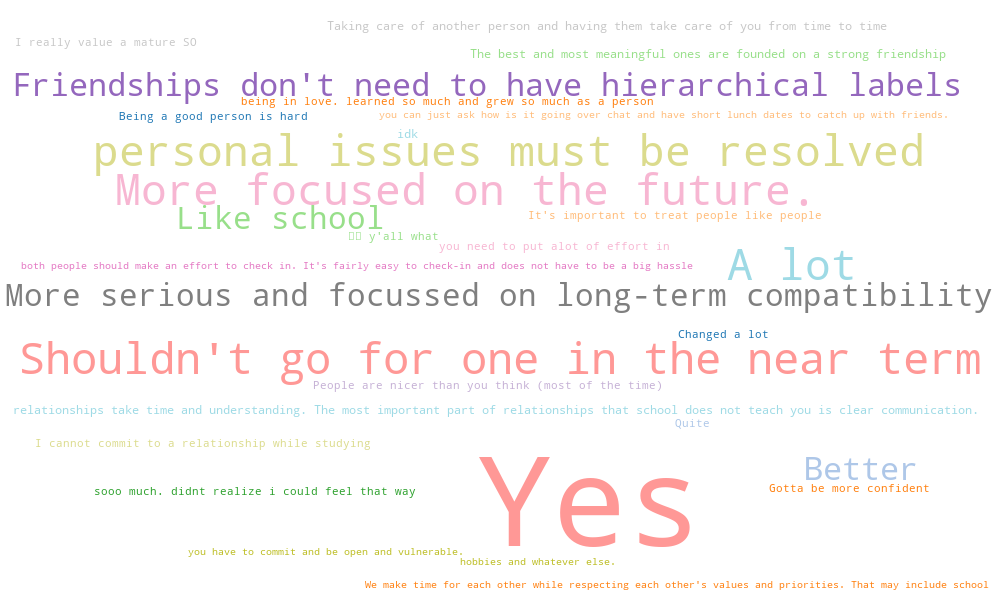 Taking care of another person and having them take care of you from time to time
I really value a mature SO
The best and most meaningful ones are founded on a strong friendship
Friendships don't need to have hierarchical labels
being in love. learned so much and grew so much as a person
Being a good person is hard
you can just ask how is it going over chat and have short lunch dates to catch up with friends.
idk
personal issues must be resolved
More focused on the future.
Like school
It's important to treat people like people
y'all what
you need to put alot of effort in
both people should make an effort to check in. It's fairly easy to check-in and does not have to be a big hassle
A lot
More serious and focussed on long-term compatibility
Changed a lot
Shouldn't go for one in the near term
People are nicer than you think (most of the time)
relationships take time and understanding. The most important part of relationships that school does not teach you is clear communication.
Quite
I cannot commit to a relationship while studying
Better
Yes
Gotta be more confident
sooo much. didnt realize i could feel that way
you have to commit and be open and vulnerable.
hobbies and whatever else.
We make time for each other while respecting each other's values and priorities. That may include school